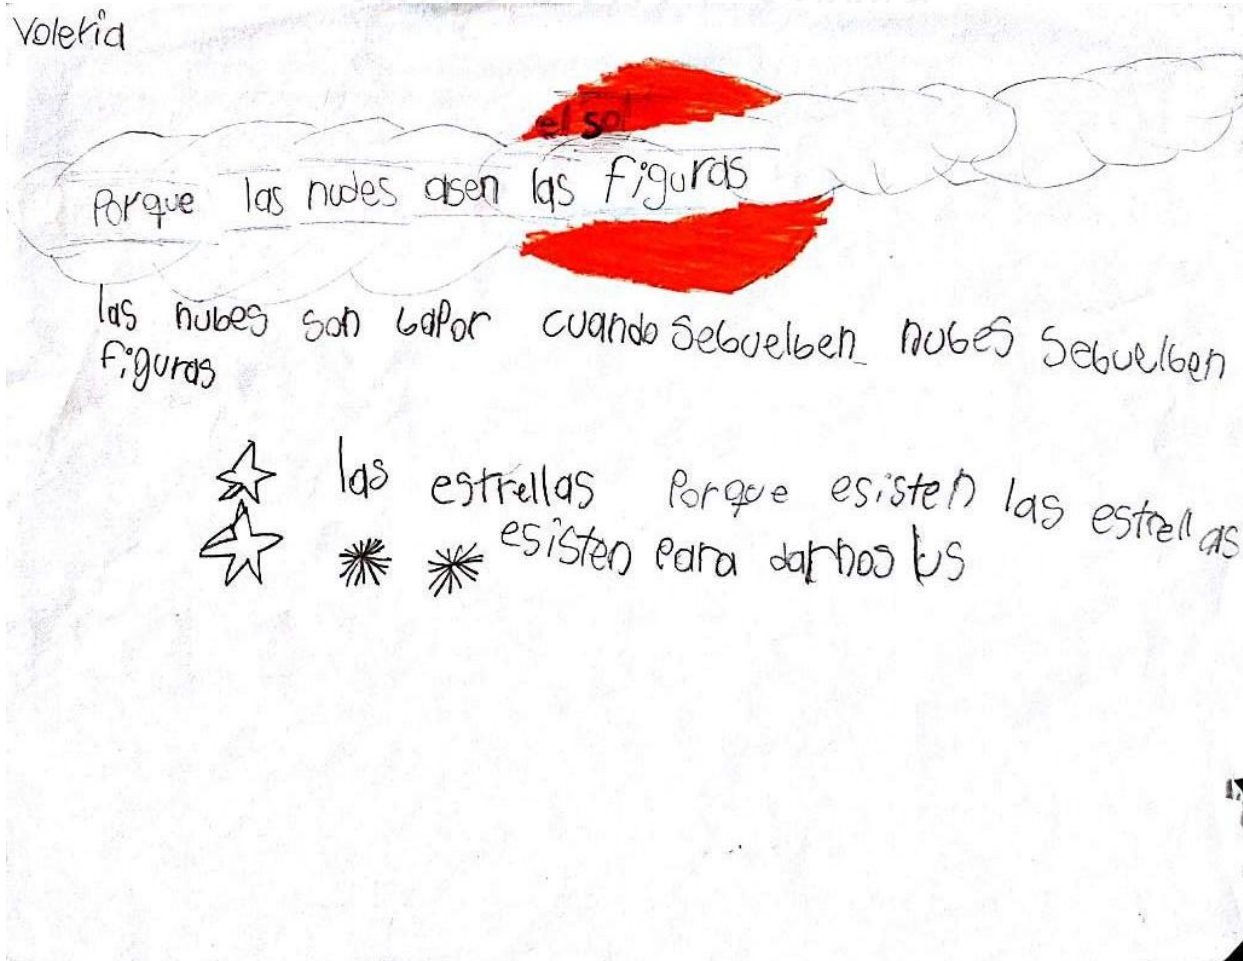 Voleria
el sol
Porque las nudes asen las figuras
las nubes son bapor cuando sebuelben nubes sebuelben
figuras
las estrellas Porque esisten las estrellas
esisten para darnos lus